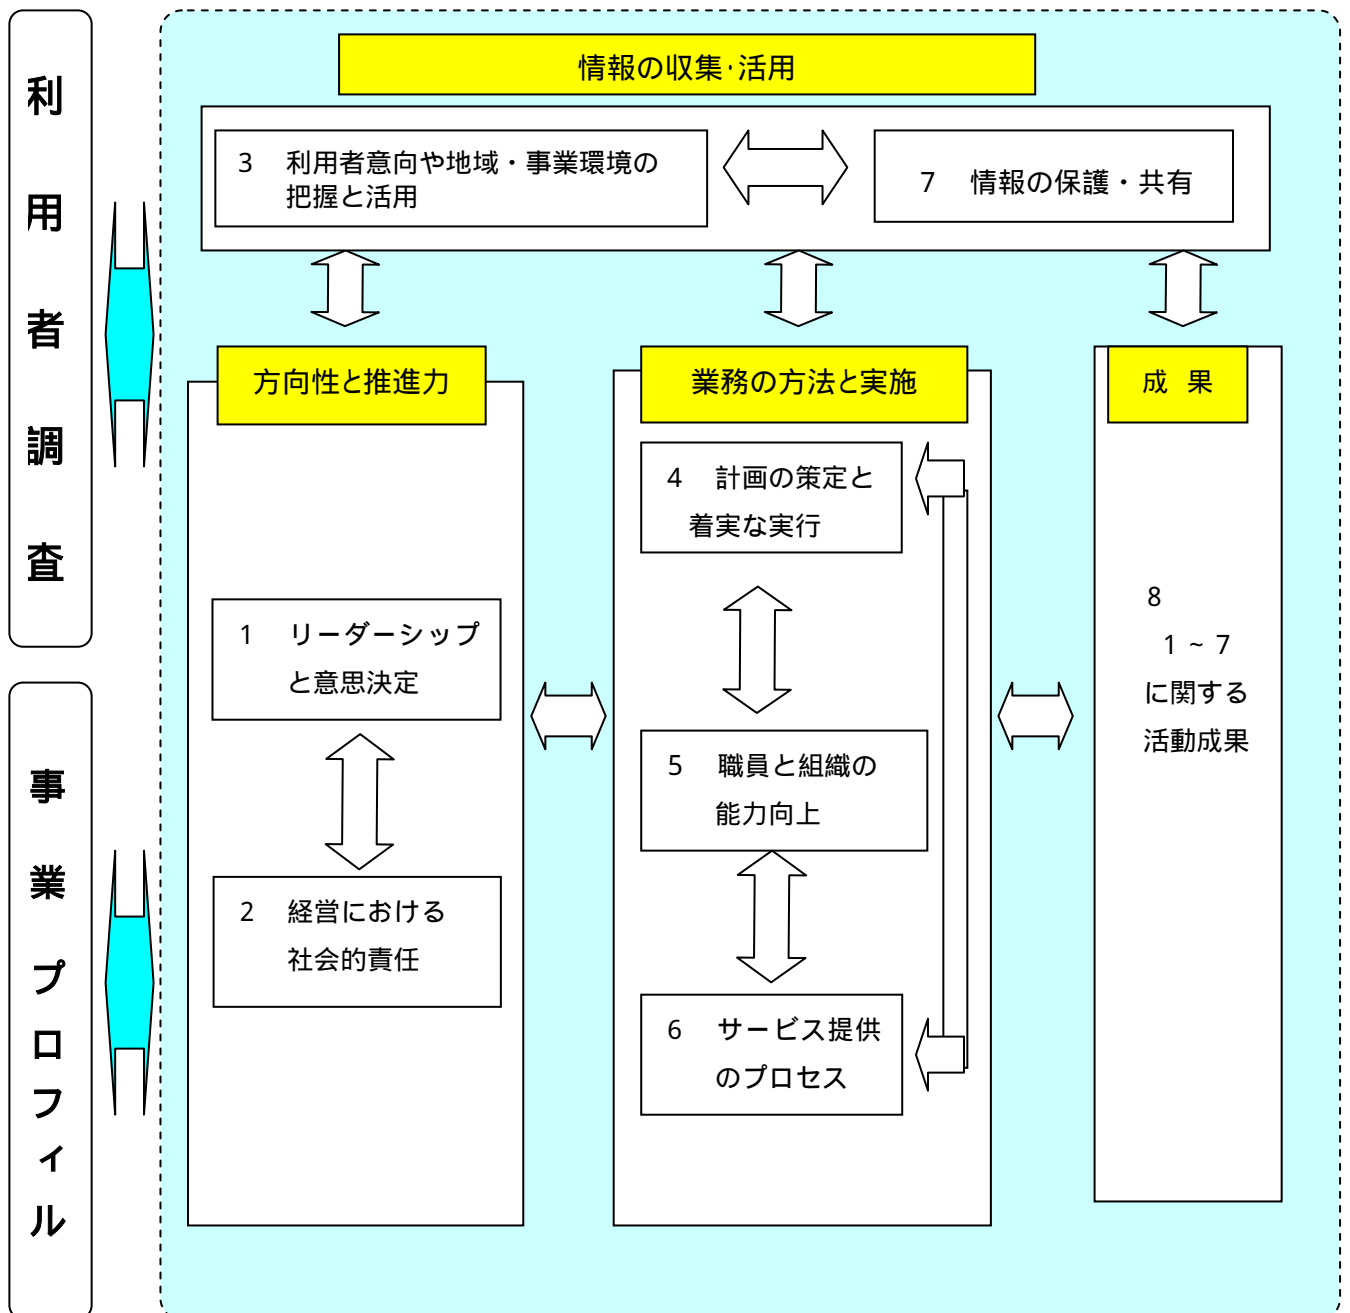 利用者調査
事業プロフィル
情報の収集・活用
3 利用者意向や地域・事業環境の
把握と活用
7 情報の保護・共有
方向性と推進力
1 リーダーシップ
と意思決定
2 経営における
社会的責任
業務の方法と実施
4 計画の策定と
着実な実行
5 職員と組織の
能力向上
6 サービス提供
のプロセス
成 果
8
1 ~ 7
に関する
活動成果